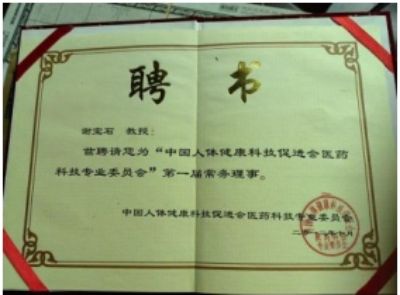 聘书
谢宝石 教授：
兹聘请您为“中国人体健康科技促进会医药
科技专业委员会”第一届常务理事。
中国人体健康科技促进会医药科技专业委员会